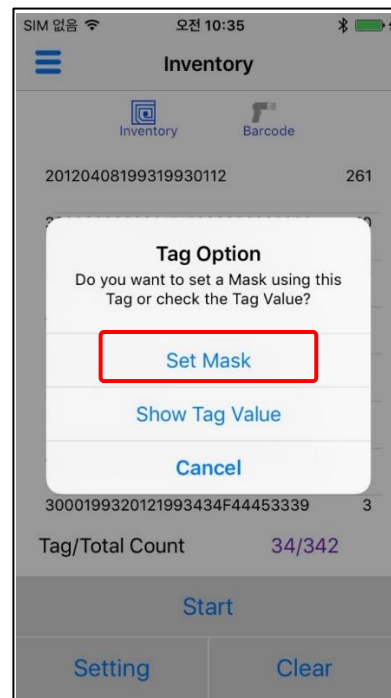 SIM 없음 오전 10:35
Inventory
Inventory Barcode
20120408199319930112 261
Tag Option
Do you want to set a Mask using this
Tag or check the Tag Value?
Set Mask
Show Tag Value
Cancel
3000199320121993434F44453339 3
Tag/Total Count 34/342
Start
Setting Clear